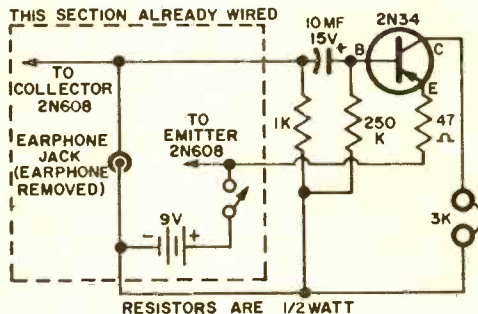 THIS SECTION ALREADY WIRED
10 MF
15V
+
2N34
B
C
E
TO
COLLECTOR
2N608
TO
EMITTER
2N608
1K
250
K
47
Ω
EARPHONE
JACK
(EARPHONE
REMOVED)
3K
9V
- +
RESISTORS ARE 1/2 WATT